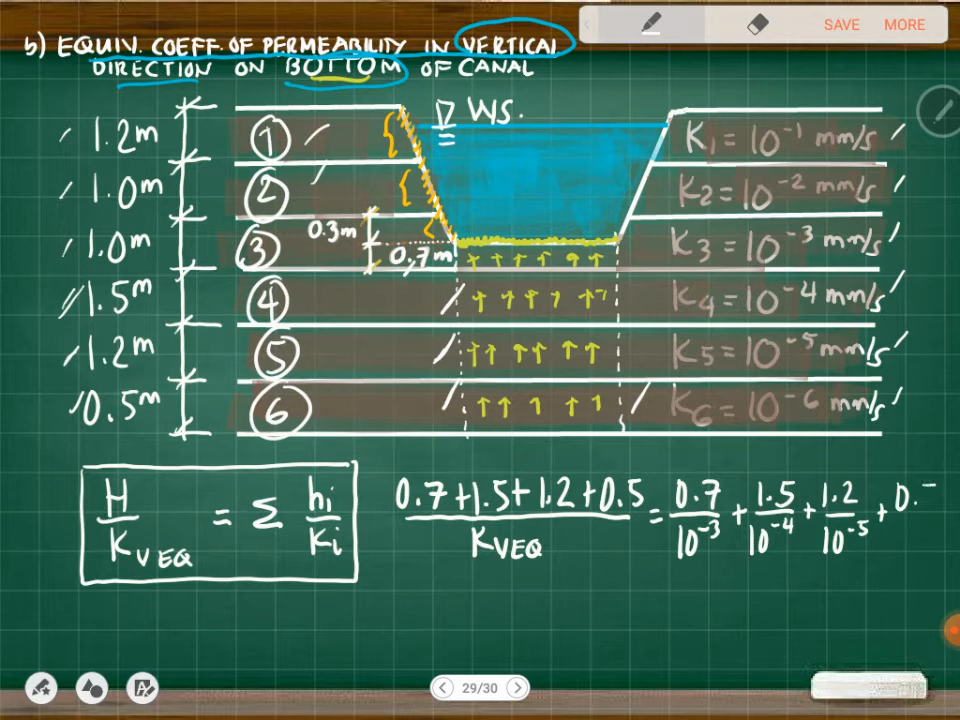 SAVE MORE
b) EQUIV. COEFF. OF PERMEABILITY IN VERTICAL
DIRECTION ON BOTTOM OF CANAL
W.S.
1.2m 1 K1 = 10^-1 mm/s
1.0m 2 K2 = 10^-2 mm/s
0.3m
1.0m 3 0.7m K3 = 10^-3 mm/s
1.5m 4 K4 = 10^-4 mm/s
1.2m 5 K5 = 10^-5 mm/s
0.5m 6 K6 = 10^-6 mm/s
H/KVEQ = Σ hi/Ki
0.7+1.5+1.2+0.5/KVEQ = 0.7/10^-3 + 1.5/10^-4 + 1.2/10^-5 + 0.
29/30